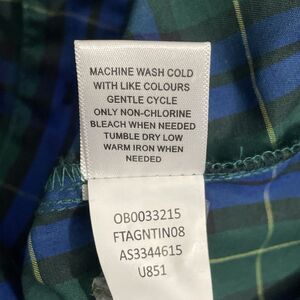 MACHINE WASH COLD
WITH LIKE COLOURS
GENTLE CYCLE
ONLY NON-CHLORINE
BLEACH WHEN NEEDED
TUMBLE DRY LOW
WARM IRON WHEN
NEEDED
OB0033215
FTAGNTIN08
AS3344615
U851